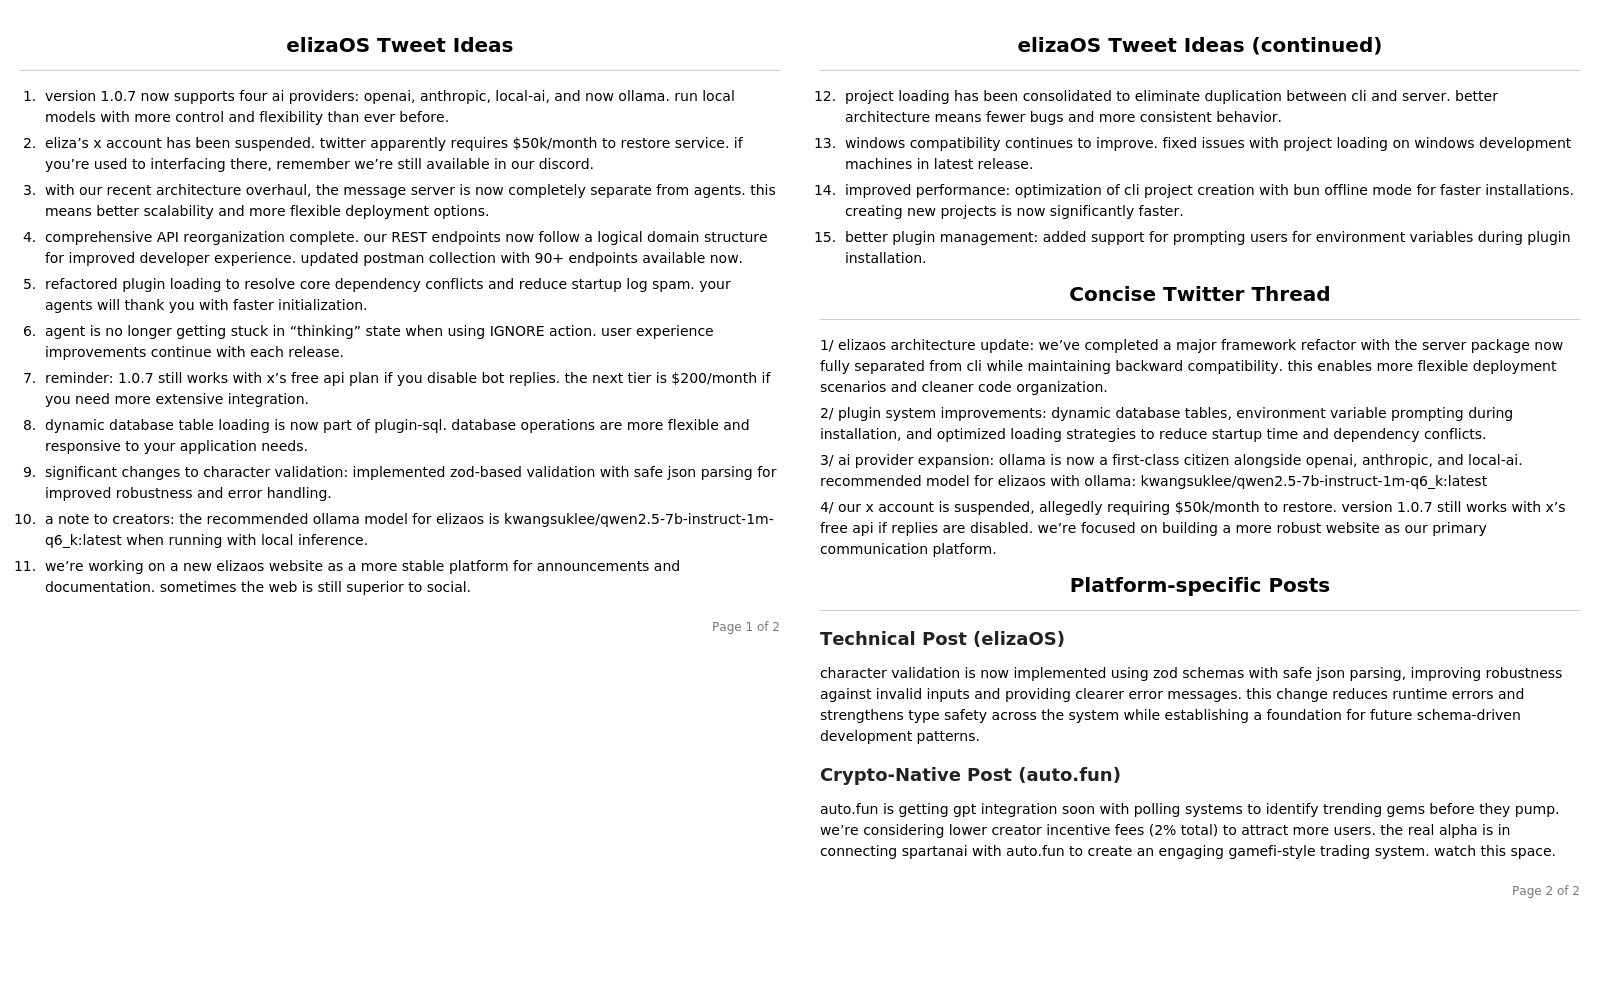 elizaOS Tweet Ideas
1. version 1.0.7 now supports four ai providers: openai, anthropic, local-ai, and now ollama. run local
models with more control and flexibility than ever before.
2. eliza’s x account has been suspended. twitter apparently requires $50k/month to restore service. if
you’re used to interfacing there, remember we’re still available in our discord.
3. with our recent architecture overhaul, the message server is now completely separate from agents. this
means better scalability and more flexible deployment options.
4. comprehensive API reorganization complete. our REST endpoints now follow a logical domain structure
for improved developer experience. updated postman collection with 90+ endpoints available now.
5. refactored plugin loading to resolve core dependency conflicts and reduce startup log spam. your
agents will thank you with faster initialization.
6. agent is no longer getting stuck in “thinking” state when using IGNORE action. user experience
improvements continue with each release.
7. reminder: 1.0.7 still works with x’s free api plan if you disable bot replies. the next tier is $200/month if
you need more extensive integration.
8. dynamic database table loading is now part of plugin-sql. database operations are more flexible and
responsive to your application needs.
9. significant changes to character validation: implemented zod-based validation with safe json parsing for
improved robustness and error handling.
10. a note to creators: the recommended ollama model for elizaos is kwangsuklee/qwen2.5-7b-instruct-1m-
q6_k:latest when running with local inference.
11. we’re working on a new elizaos website as a more stable platform for announcements and
documentation. sometimes the web is still superior to social.
Page 1 of 2
elizaOS Tweet Ideas (continued)
12. project loading has been consolidated to eliminate duplication between cli and server. better
architecture means fewer bugs and more consistent behavior.
13. windows compatibility continues to improve. fixed issues with project loading on windows development
machines in latest release.
14. improved performance: optimization of cli project creation with bun offline mode for faster installations.
creating new projects is now significantly faster.
15. better plugin management: added support for prompting users for environment variables during plugin
installation.
Concise Twitter Thread
1/ elizaos architecture update: we’ve completed a major framework refactor with the server package now
fully separated from cli while maintaining backward compatibility. this enables more flexible deployment
scenarios and cleaner code organization.
2/ plugin system improvements: dynamic database tables, environment variable prompting during
installation, and optimized loading strategies to reduce startup time and dependency conflicts.
3/ ai provider expansion: ollama is now a first-class citizen alongside openai, anthropic, and local-ai.
recommended model for elizaos with ollama: kwangsuklee/qwen2.5-7b-instruct-1m-q6_k:latest
4/ our x account is suspended, allegedly requiring $50k/month to restore. version 1.0.7 still works with x’s
free api if replies are disabled. we’re focused on building a more robust website as our primary
communication platform.
Platform-specific Posts
Technical Post (elizaOS)
character validation is now implemented using zod schemas with safe json parsing, improving robustness
against invalid inputs and providing clearer error messages. this change reduces runtime errors and
strengthens type safety across the system while establishing a foundation for future schema-driven
development patterns.
Crypto-Native Post (auto.fun)
auto.fun is getting gpt integration soon with polling systems to identify trending gems before they pump.
we’re considering lower creator incentive fees (2% total) to attract more users. the real alpha is in
connecting spartanai with auto.fun to create an engaging gamefi-style trading system. watch this space.
Page 2 of 2